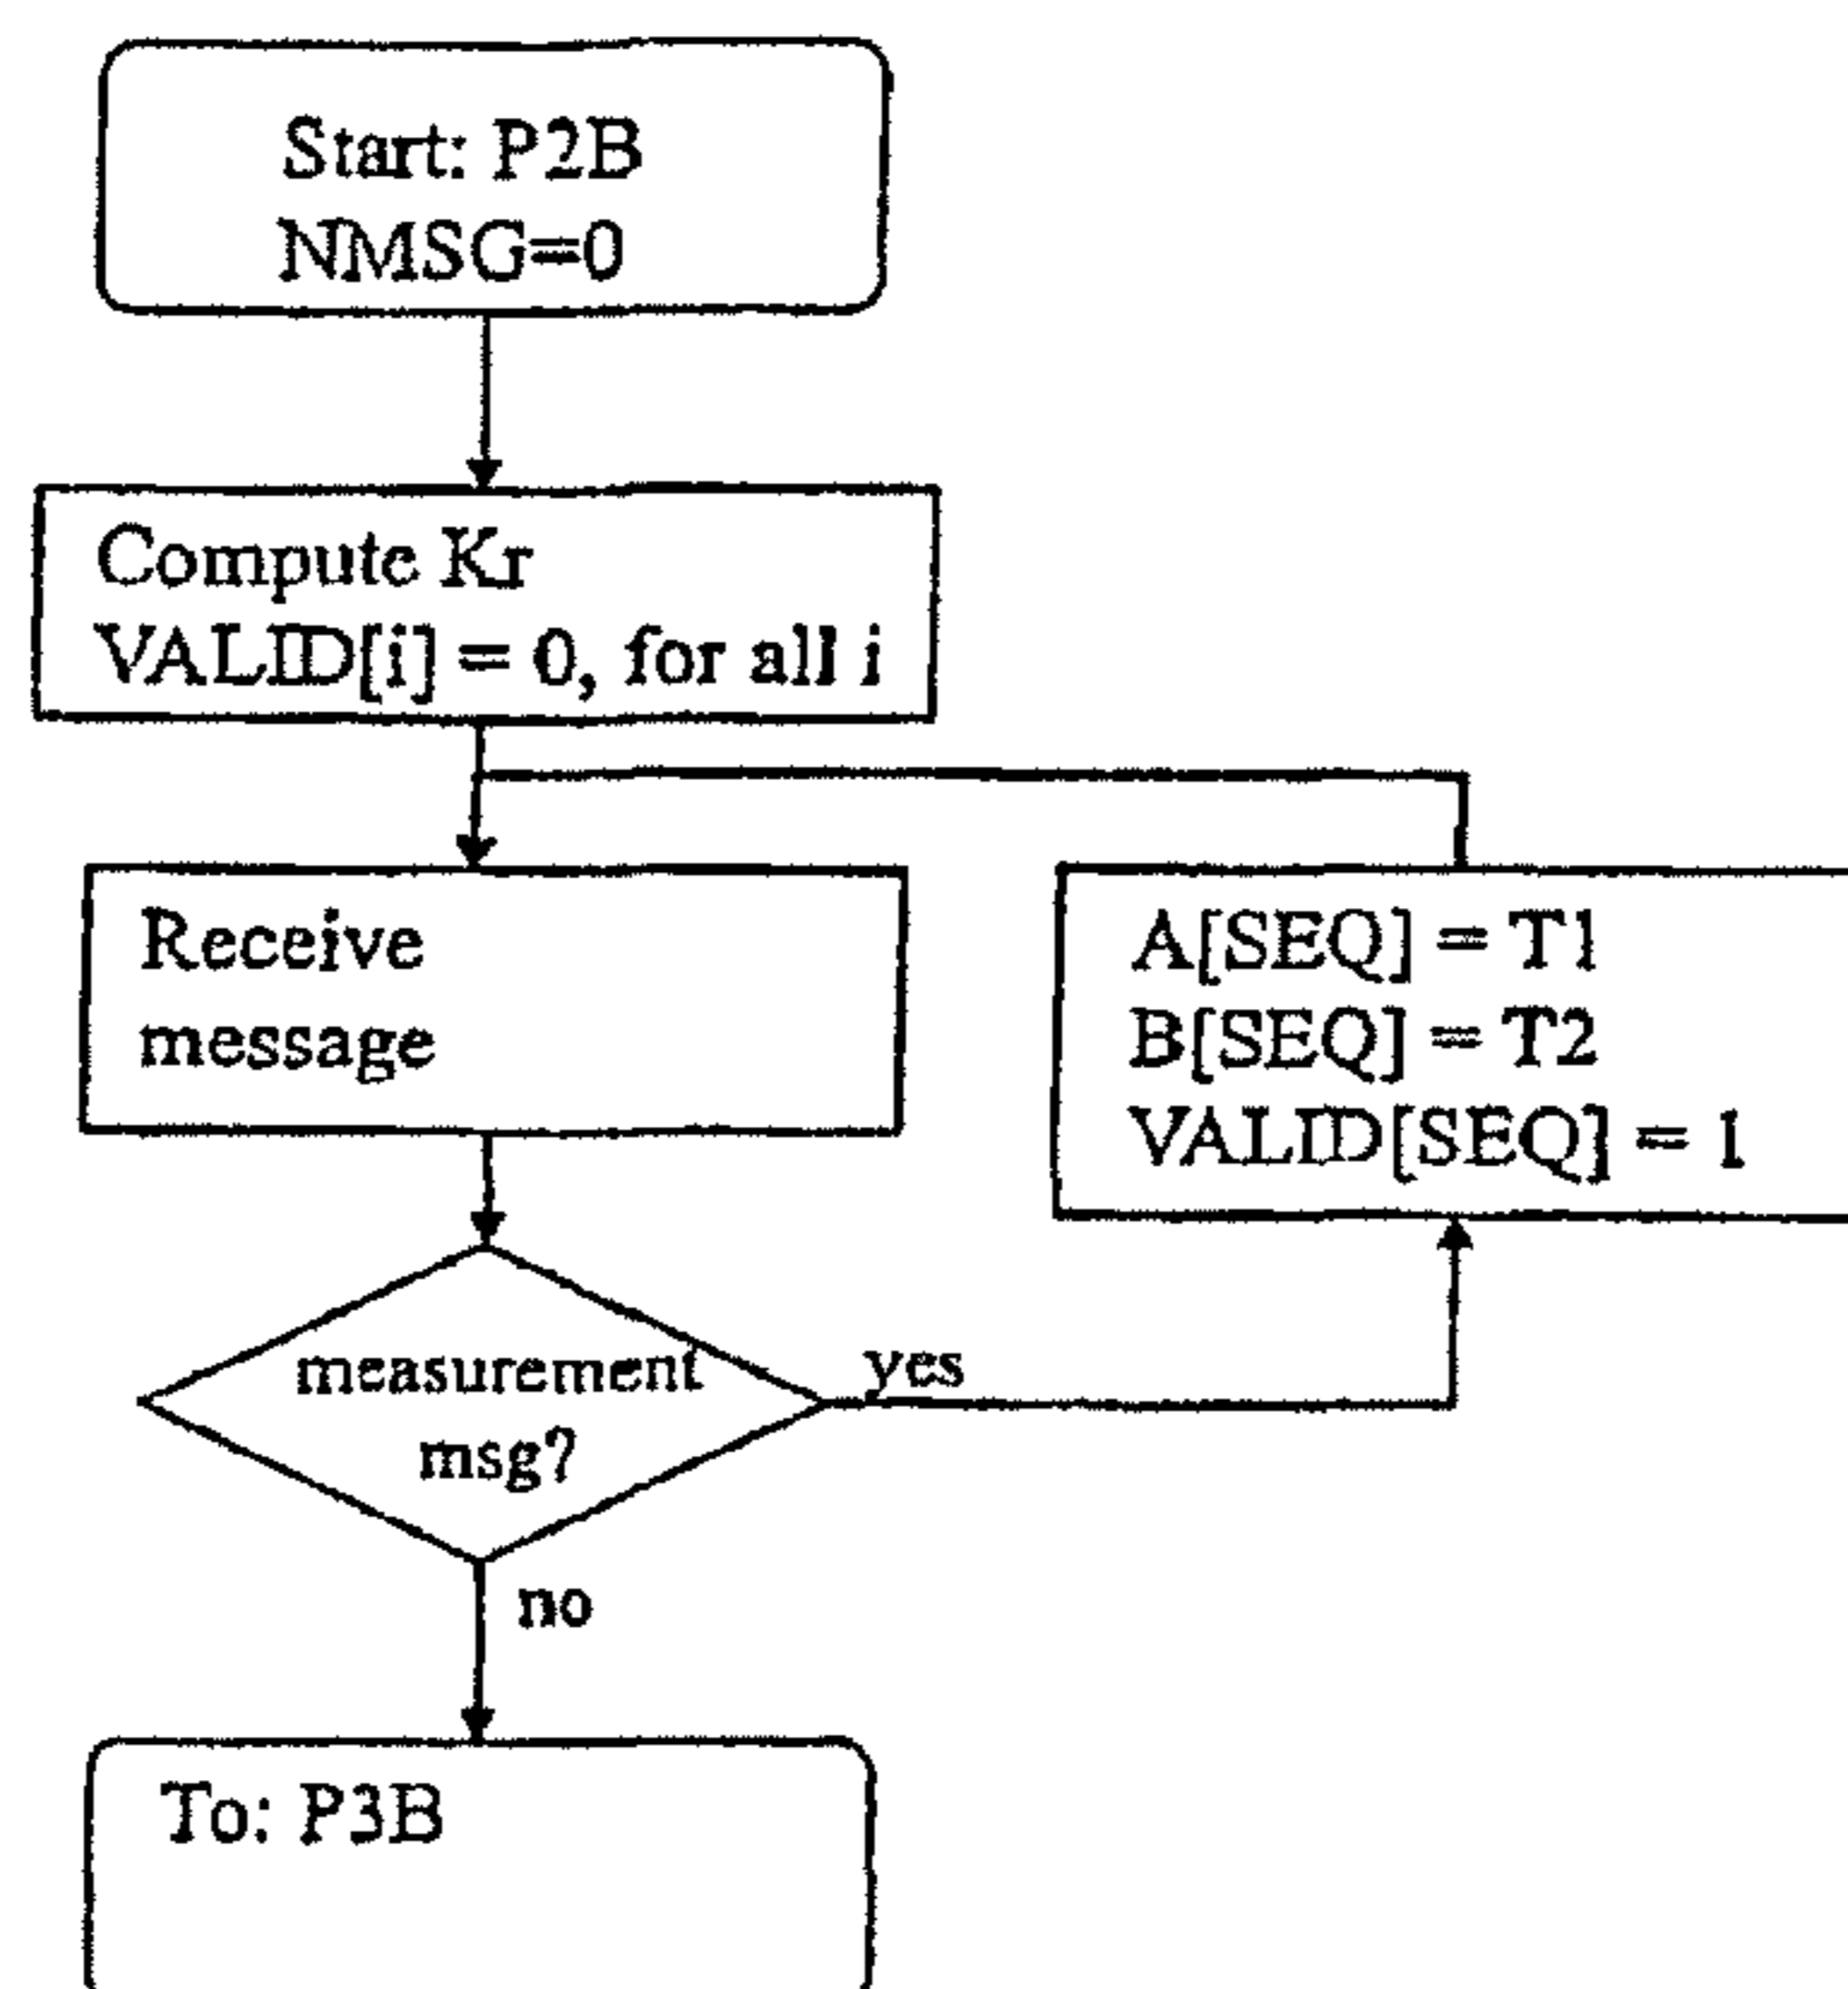 Start: P2B
NMSG=0
Compute Kr
VALID[i] = 0, for all i
Receive
message
A[SEQ] = T1
B[SEQ] = T2
VALID[SEQ] = 1
measurement
msg?
yes
no
To: P3B